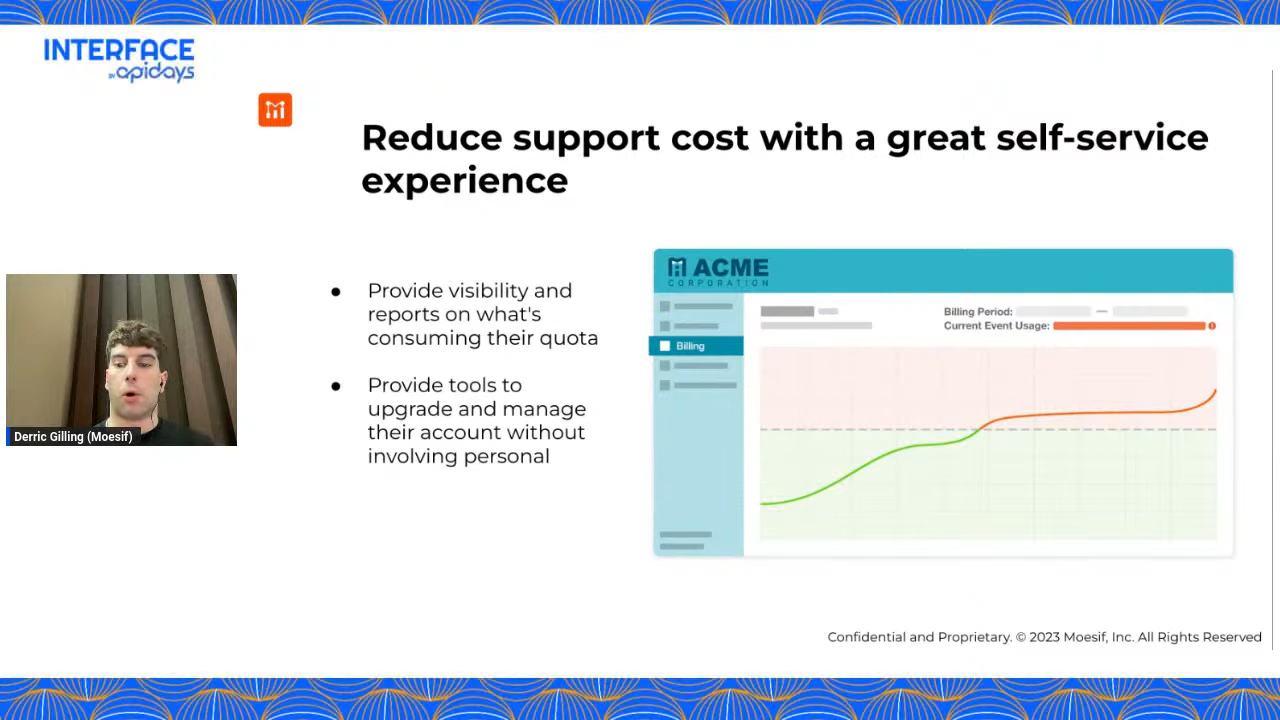 INTERFACE
BY apidays
Reduce support cost with a great self-service
experience
● Provide visibility and
reports on what's
consuming their quota
● Provide tools to
upgrade and manage
their account without
involving personal
Derric Gilling (Moesif)
ACME
CORPORATION
Billing Period: —
Current Event Usage:
Billing
Confidential and Proprietary. © 2023 Moesif, Inc. All Rights Reserved